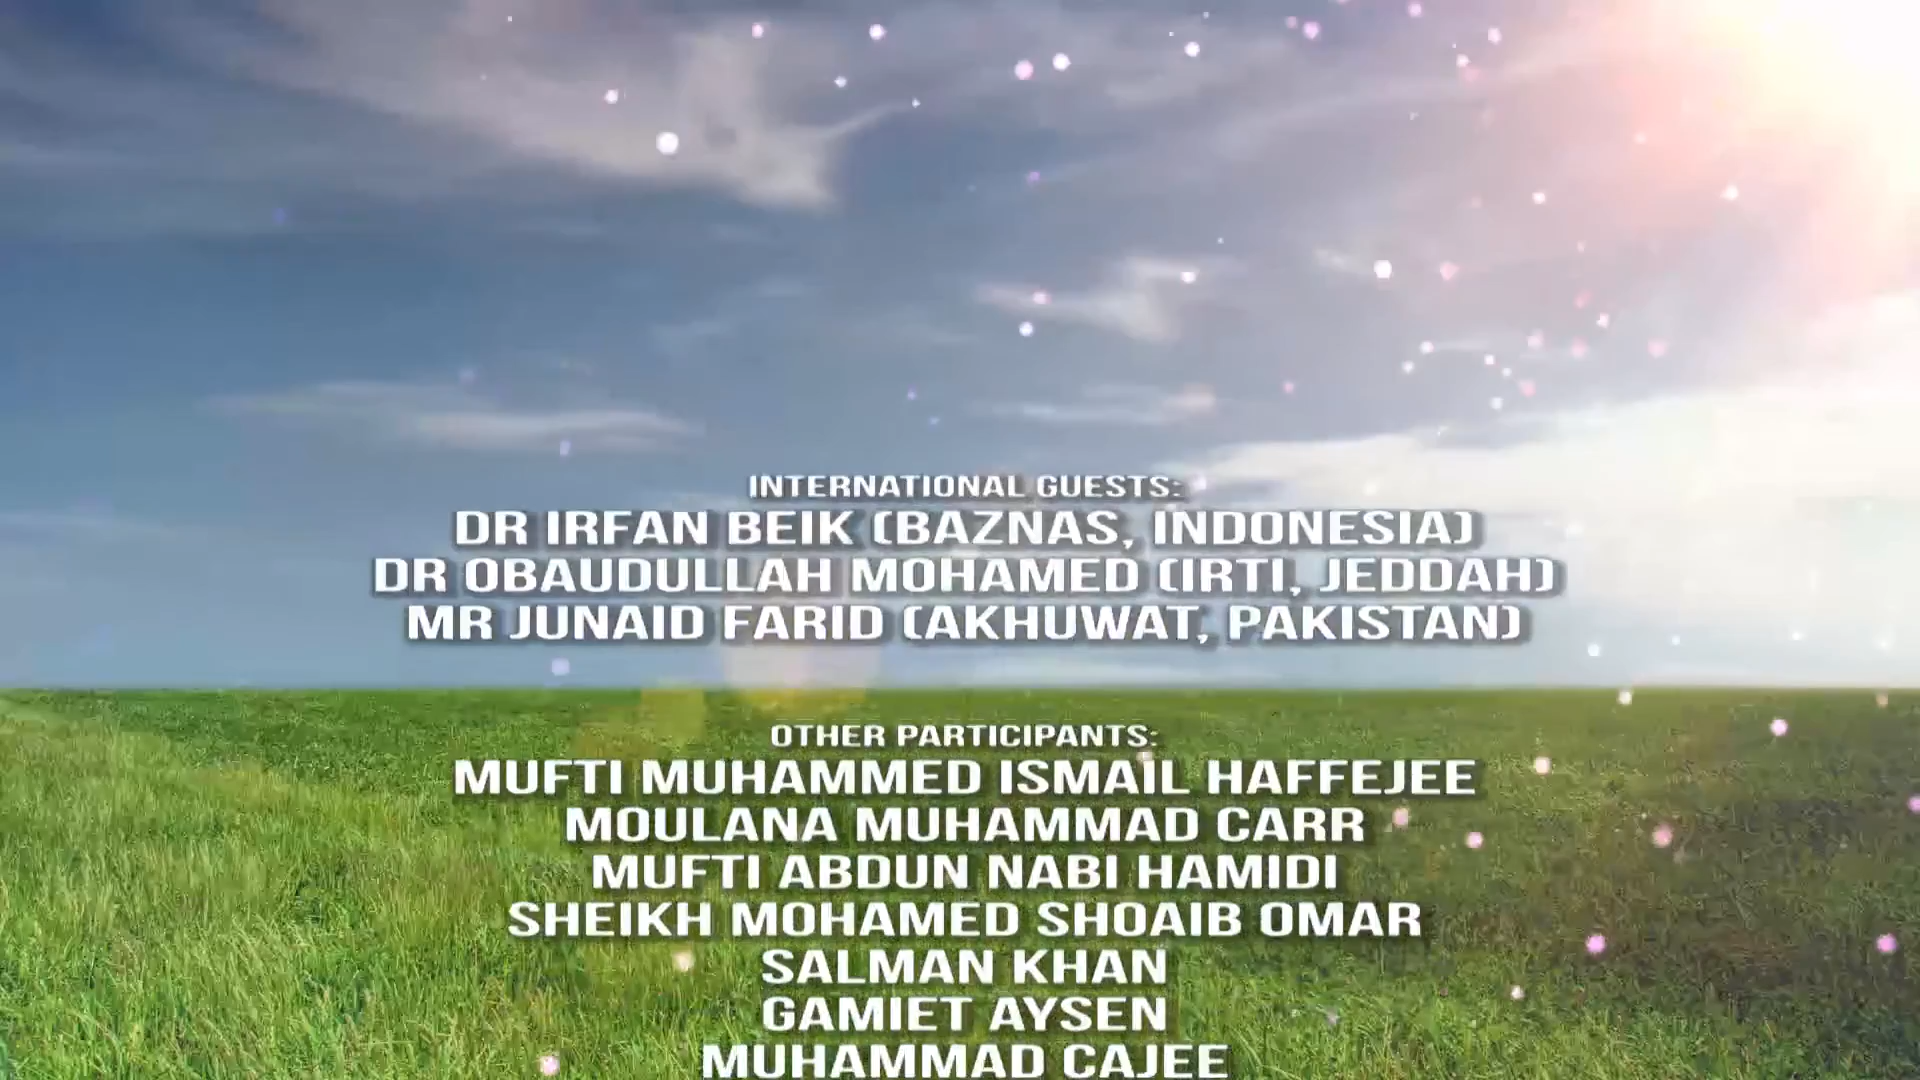 INTERNATIONAL GUESTS:
DR IRFAN BEIK (BAZNAS, INDONESIA)
DR OBAUDULLAH MOHAMED (IRTI, JEDDAH)
MR JUNAID FARID (AKHUWAT, PAKISTAN)
OTHER PARTICIPANTS:
MUFTI MUHAMMED ISMAIL HAFFEJEE
MOULANA MUHAMMAD CARR
MUFTI ABDUN NABI HAMIDI
SHEIKH MOHAMED SHOAIB OMAR
SALMAN KHAN
GAMIET AYSEN
MUHAMMAD CAJEE